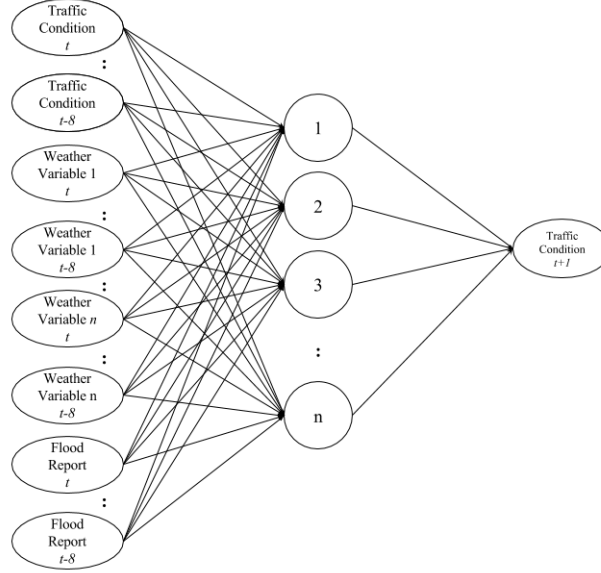 Traffic
Condition
t
:
Traffic
Condition
t-8
Weather
Variable 1
t
:
Weather
Variable 1
t-8
:
Weather
Variable n
t
:
Weather
Variable n
t-8
Flood
Report
t
:
Flood
Report
t-8
1
2
3
:
n
Traffic
Condition
t+1